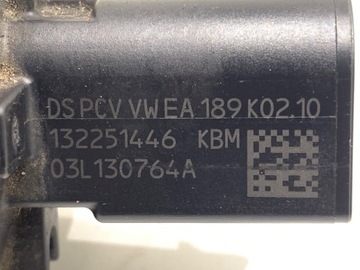 DS PCV VW EA 189 K02.10
132251446 KBM
03L130764A